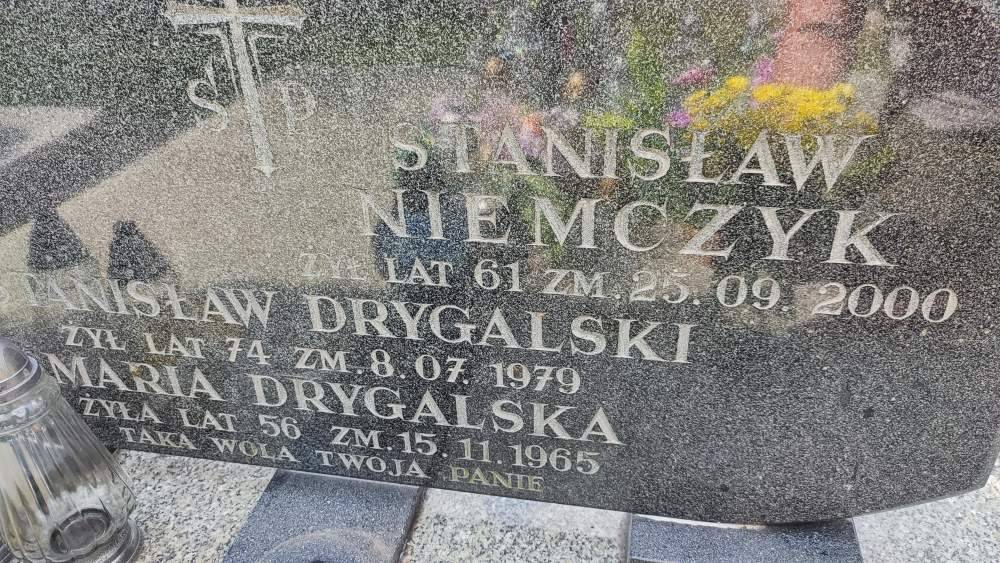 S P
STANISŁAW
NIEMCZYK
ŻYŁ LAT 61 ZM. 25. 09. 2000
STANISŁAW DRYGALSKI
ŻYŁ LAT 74 ZM. 8. 07. 1979
MARIA DRYGALSKA
ŻYŁA LAT 56 ZM. 15. 11. 1965
TAKA WOLA TWOJA PANIE